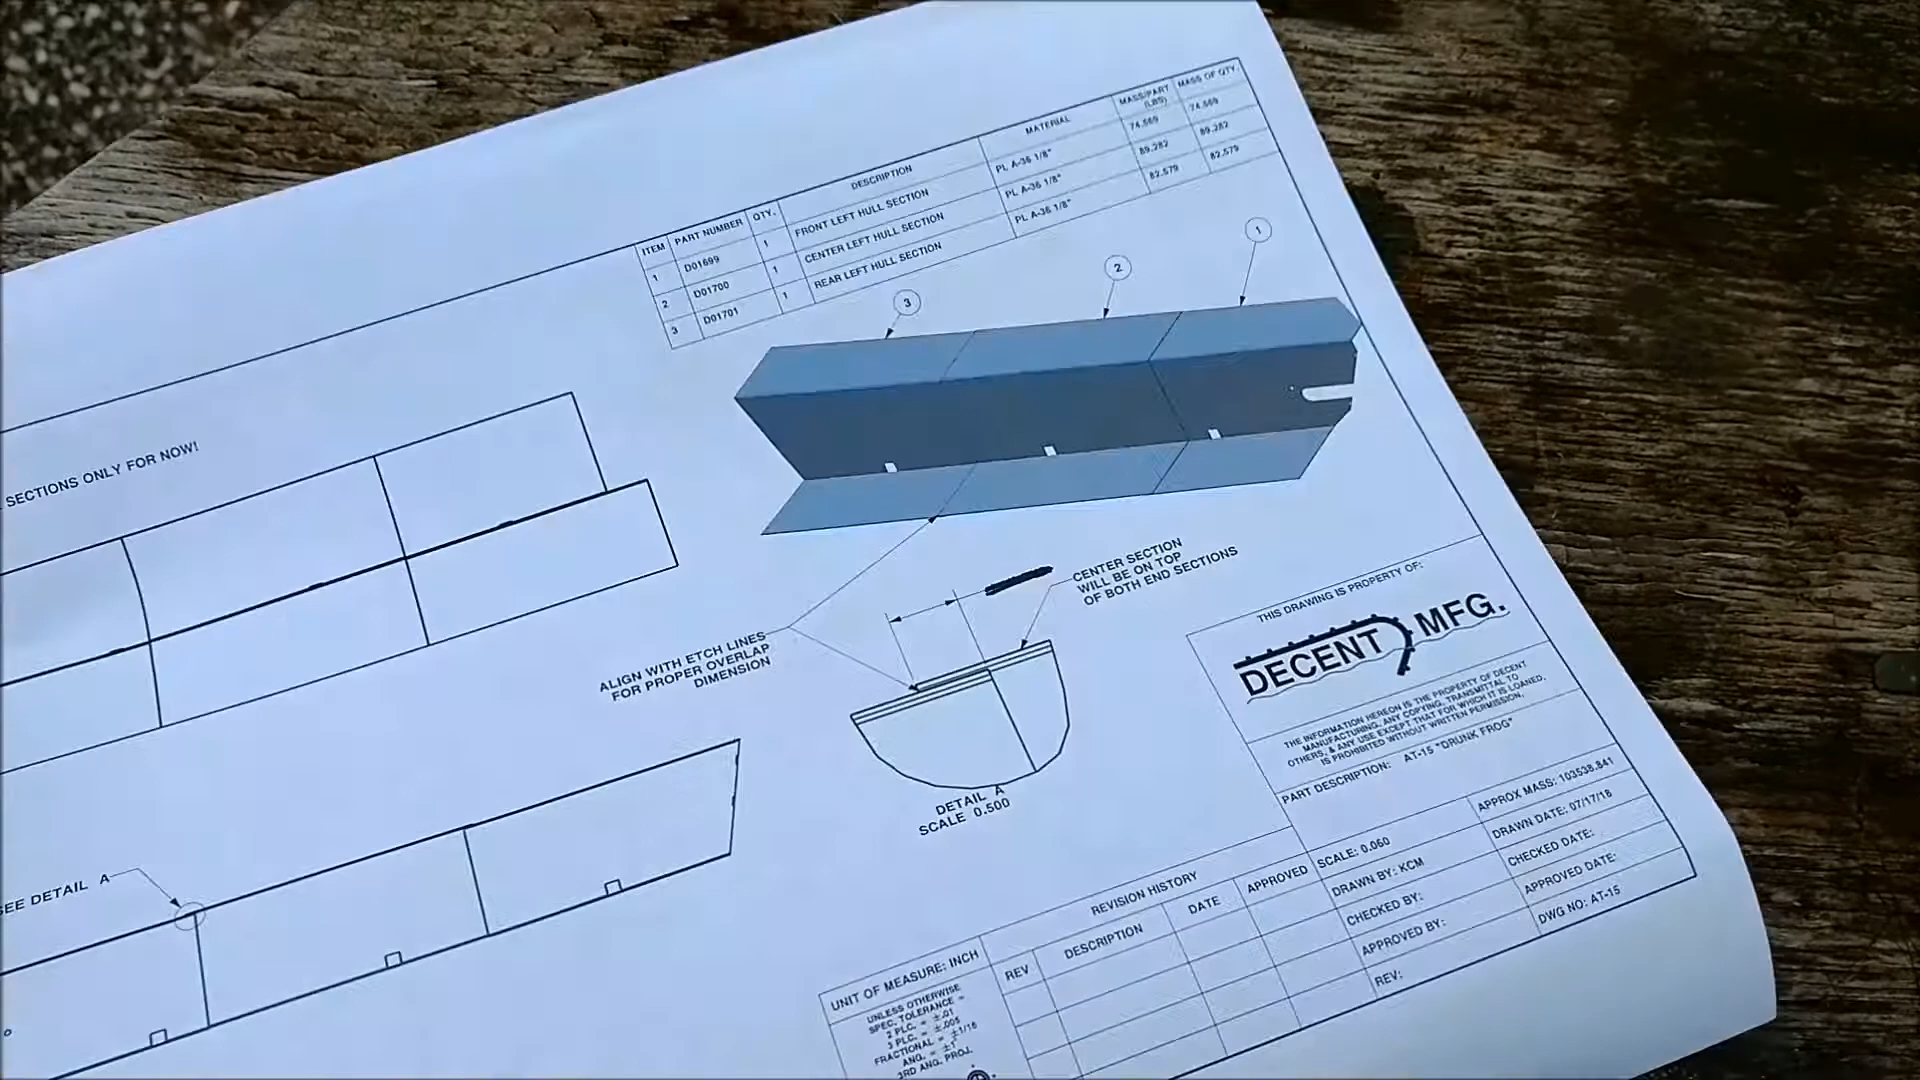 ITEM PART NUMBER QTY. DESCRIPTION MATERIAL MASS/PART (LBS) MASS OF QTY.
1 D01699 1 FRONT LEFT HULL SECTION PL A-36 1/8" 74.569 74.569
2 D01700 1 CENTER LEFT HULL SECTION PL A-36 1/8" 89.282 89.282
3 D01701 1 REAR LEFT HULL SECTION PL A-36 1/8" 82.579 82.579
1
2
3
SECTIONS ONLY FOR NOW!
CENTER SECTION
WILL BE ON TOP
OF BOTH END SECTIONS
ALIGN WITH ETCH LINES
FOR PROPER OVERLAP
DIMENSION
DETAIL A
SCALE 0.500
SEE DETAIL A
THIS DRAWING IS PROPERTY OF:
DECENT MFG.
THE INFORMATION HEREON IS THE PROPERTY OF DECENT
MANUFACTURING. ANY COPYING, TRANSMITTAL TO
OTHERS, & ANY USE EXCEPT THAT FOR WHICH IT IS LOANED,
IS PROHIBITED WITHOUT WRITTEN PERMISSION.
PART DESCRIPTION: AT-15 "DRUNK FROG"
SCALE: 0.060 APPROX MASS: 103538.841
DRAWN BY: KCM DRAWN DATE: 07/17/18
CHECKED BY: CHECKED DATE:
APPROVED BY: APPROVED DATE:
REV: DWG NO: AT-15
REVISION HISTORY
REV DESCRIPTION DATE APPROVED
UNIT OF MEASURE: INCH
UNLESS OTHERWISE
SPEC, TOLERANCE =
2 PLC. = ±.01
3 PLC. = ±.005
FRACTIONAL = ±1/16
ANG. = ±1°
3RD ANG. PROJ.